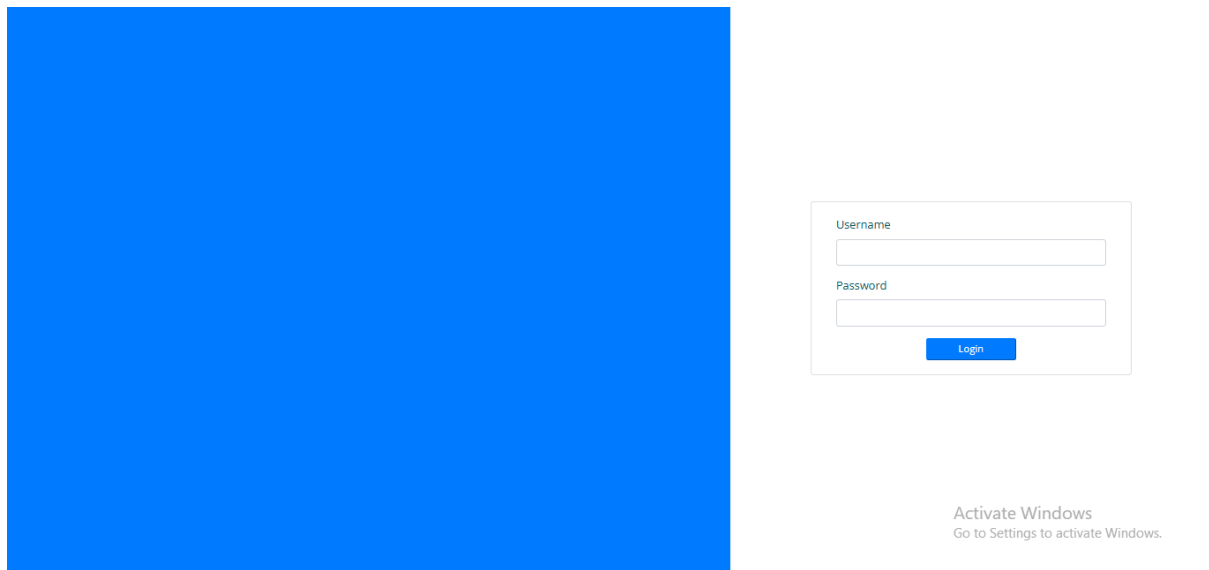 Username
Password
Login
Activate Windows
Go to Settings to activate Windows.